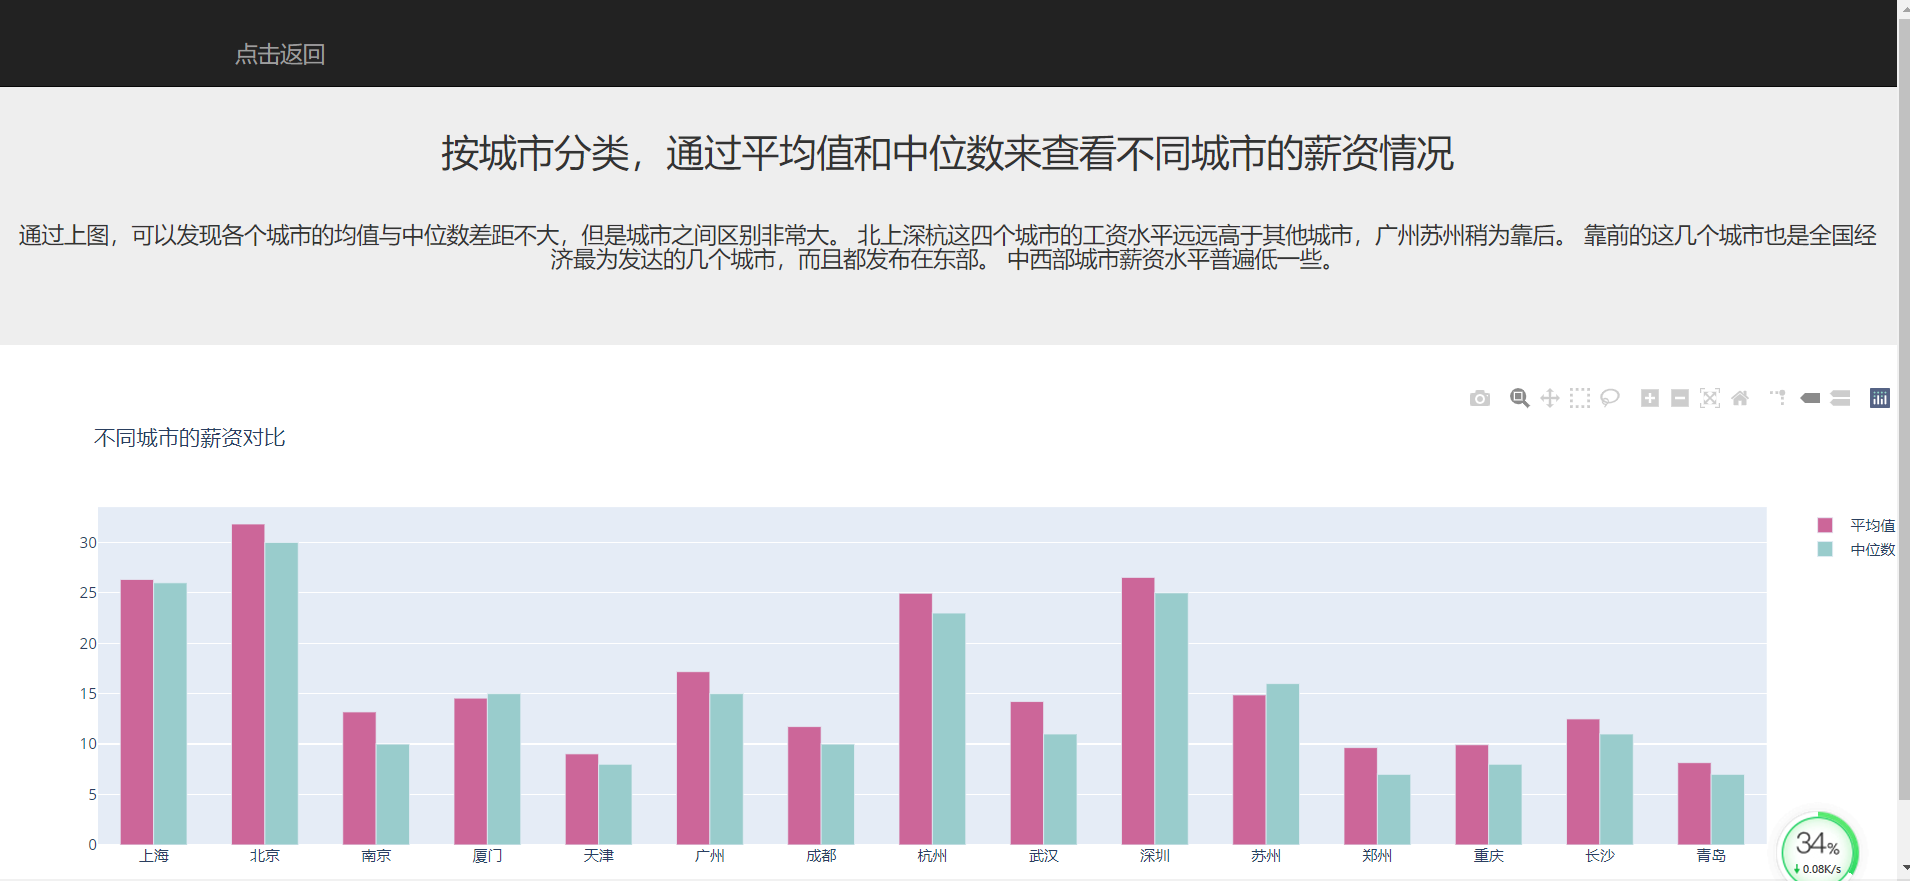 点击返回
按城市分类，通过平均值和中位数来查看不同城市的薪资情况
通过上图，可以发现各个城市的均值与中位数差距不大，但是城市之间区别非常大。 北上深杭这四个城市的工资水平远远高于其他城市，广州苏州稍为靠后。 靠前的这几个城市也是全国经
济最为发达的几个城市，而且都发布在东部。 中西部城市薪资水平普遍低一些。
不同城市的薪资对比
平均值
中位数
30
25
20
15
10
5
0
上海 北京 南京 厦门 天津 广州 成都 杭州 武汉 深圳 苏州 郑州 重庆 长沙 青岛
34%
0.08K/s